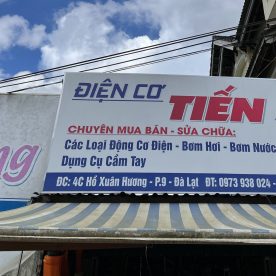 ĐIỆN CƠ
TIẾN
CHUYÊN MUA BÁN - SỬA CHỮA:
Các Loại Động Cơ Điện - Bơm Hơi - Bơm Nước
Dụng Cụ Cầm Tay
ĐC: 4C Hồ Xuân Hương - P.9 - Đà Lạt ĐT: 0973 938 024 -
ng